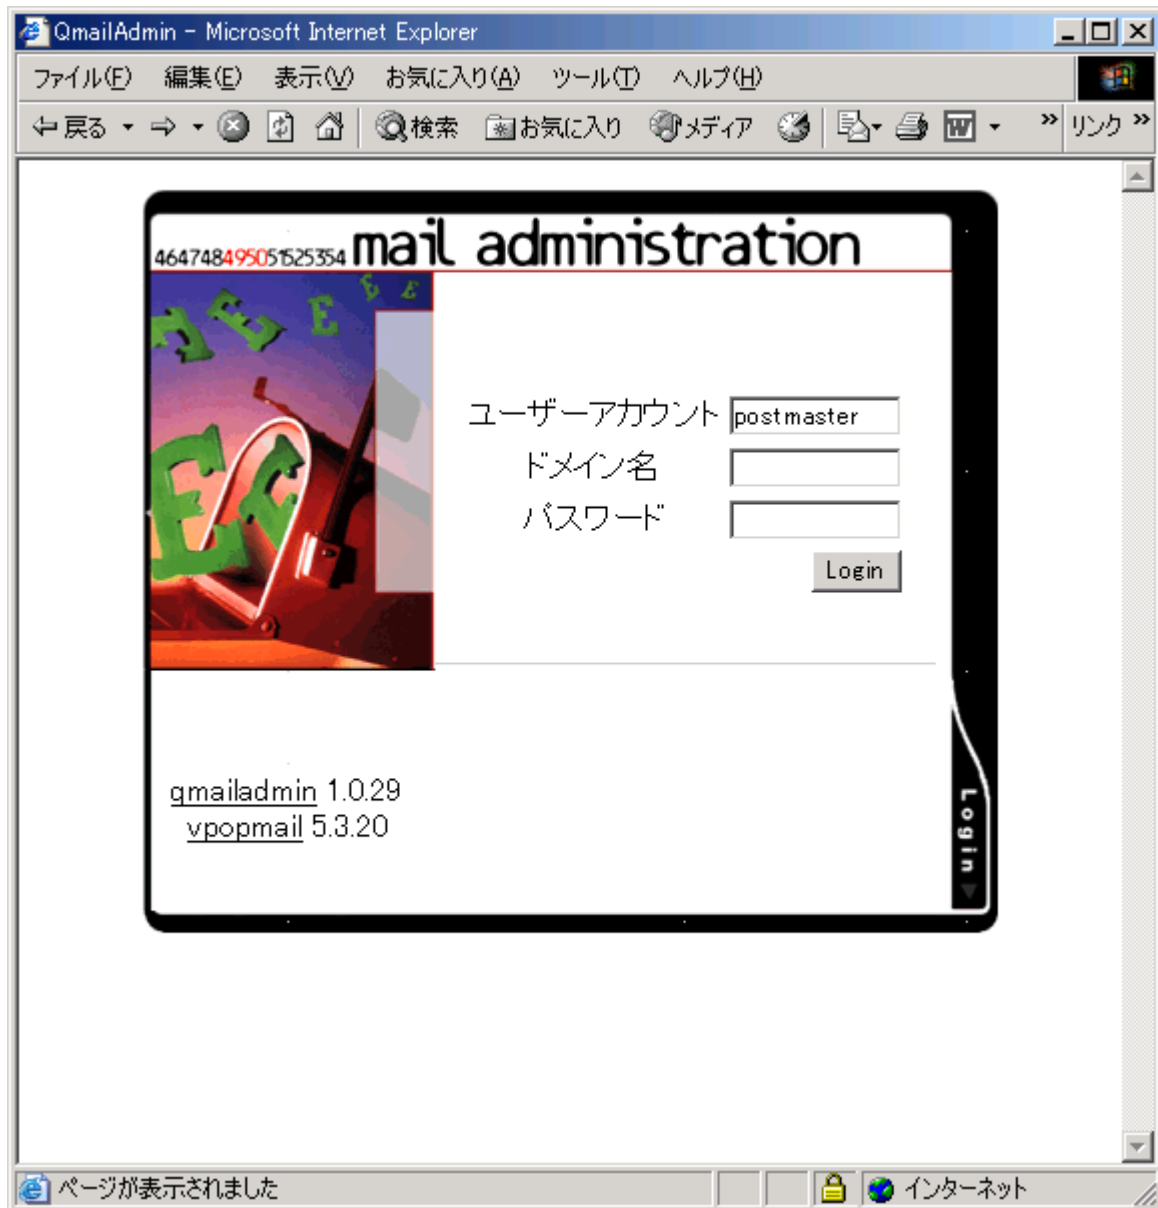 QmailAdmin - Microsoft Internet Explorer
ファイル(F) 編集(E) 表示(V) お気に入り(A) ツール(T) ヘルプ(H)
戻る 検索 お気に入り メディア W » リンク »
464748495051525354 mail administration
E E E E E E E E
ユーザーアカウント postmaster
ドメイン名
パスワード
Login
qmailadmin 1.0.29
vpopmail 5.3.20
Login
ページが表示されました インターネット